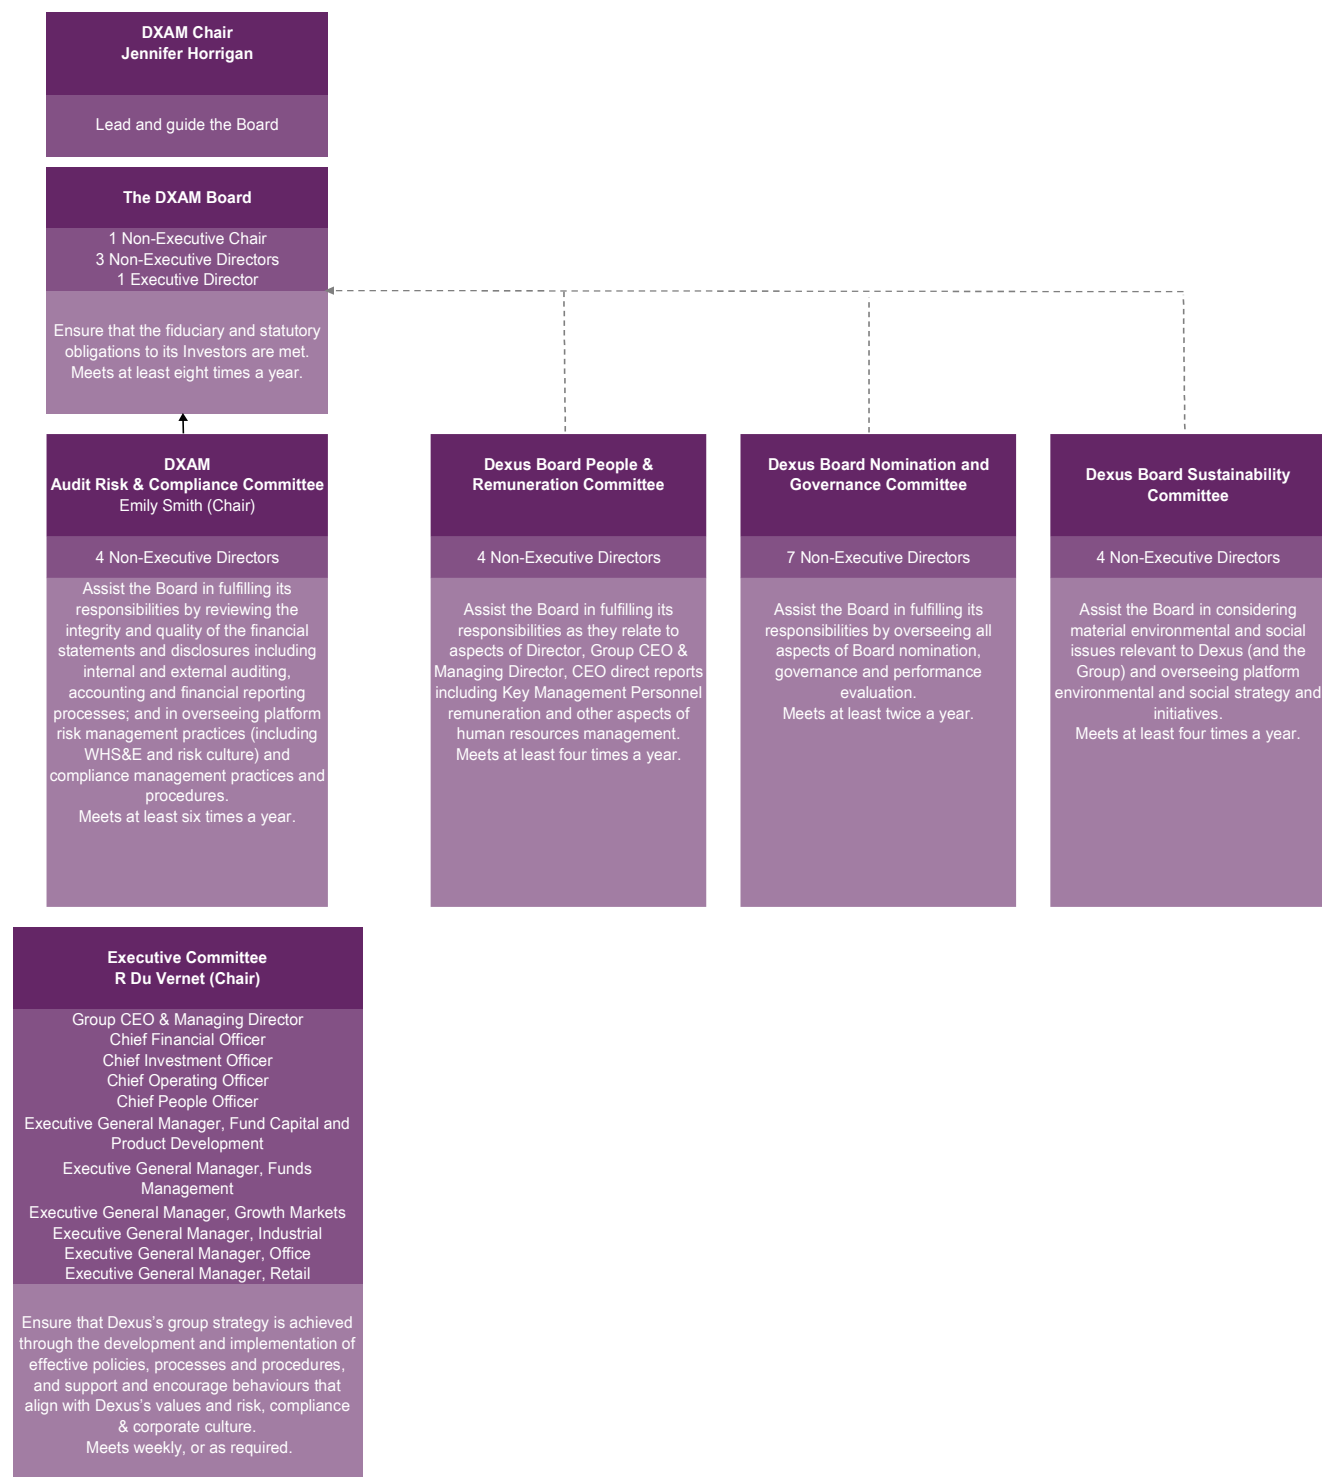 DXAM Chair
Jennifer Horrigan
Lead and guide the Board
The DXAM Board
1 Non-Executive Chair
3 Non-Executive Directors
1 Executive Director
Ensure that the fiduciary and statutory
obligations to its Investors are met.
Meets at least eight times a year.
DXAM
Audit Risk & Compliance Committee
Emily Smith (Chair)
4 Non-Executive Directors
Assist the Board in fulfilling its
responsibilities by reviewing the
integrity and quality of the financial
statements and disclosures including
internal and external auditing,
accounting and financial reporting
processes; and in overseeing platform
risk management practices (including
WHS&E and risk culture) and
compliance management practices and
procedures.
Meets at least six times a year.
Dexus Board People &
Remuneration Committee
4 Non-Executive Directors
Assist the Board in fulfilling its
responsibilities as they relate to
aspects of Director, Group CEO &
Managing Director, CEO direct reports
including Key Management Personnel
remuneration and other aspects of
human resources management.
Meets at least four times a year.
Dexus Board Nomination and
Governance Committee
7 Non-Executive Directors
Assist the Board in fulfilling its
responsibilities by overseeing all
aspects of Board nomination,
governance and performance
evaluation.
Meets at least twice a year.
Dexus Board Sustainability
Committee
4 Non-Executive Directors
Assist the Board in considering
material environmental and social
issues relevant to Dexus (and the
Group) and overseeing platform
environmental and social strategy and
initiatives.
Meets at least four times a year.
Executive Committee
R Du Vernet (Chair)
Group CEO & Managing Director
Chief Financial Officer
Chief Investment Officer
Chief Operating Officer
Chief People Officer
Executive General Manager, Fund Capital and
Product Development
Executive General Manager, Funds
Management
Executive General Manager, Growth Markets
Executive General Manager, Industrial
Executive General Manager, Office
Executive General Manager, Retail
Ensure that Dexus’s group strategy is achieved
through the development and implementation of
effective policies, processes and procedures,
and support and encourage behaviours that
align with Dexus’s values and risk, compliance
& corporate culture.
Meets weekly, or as required.